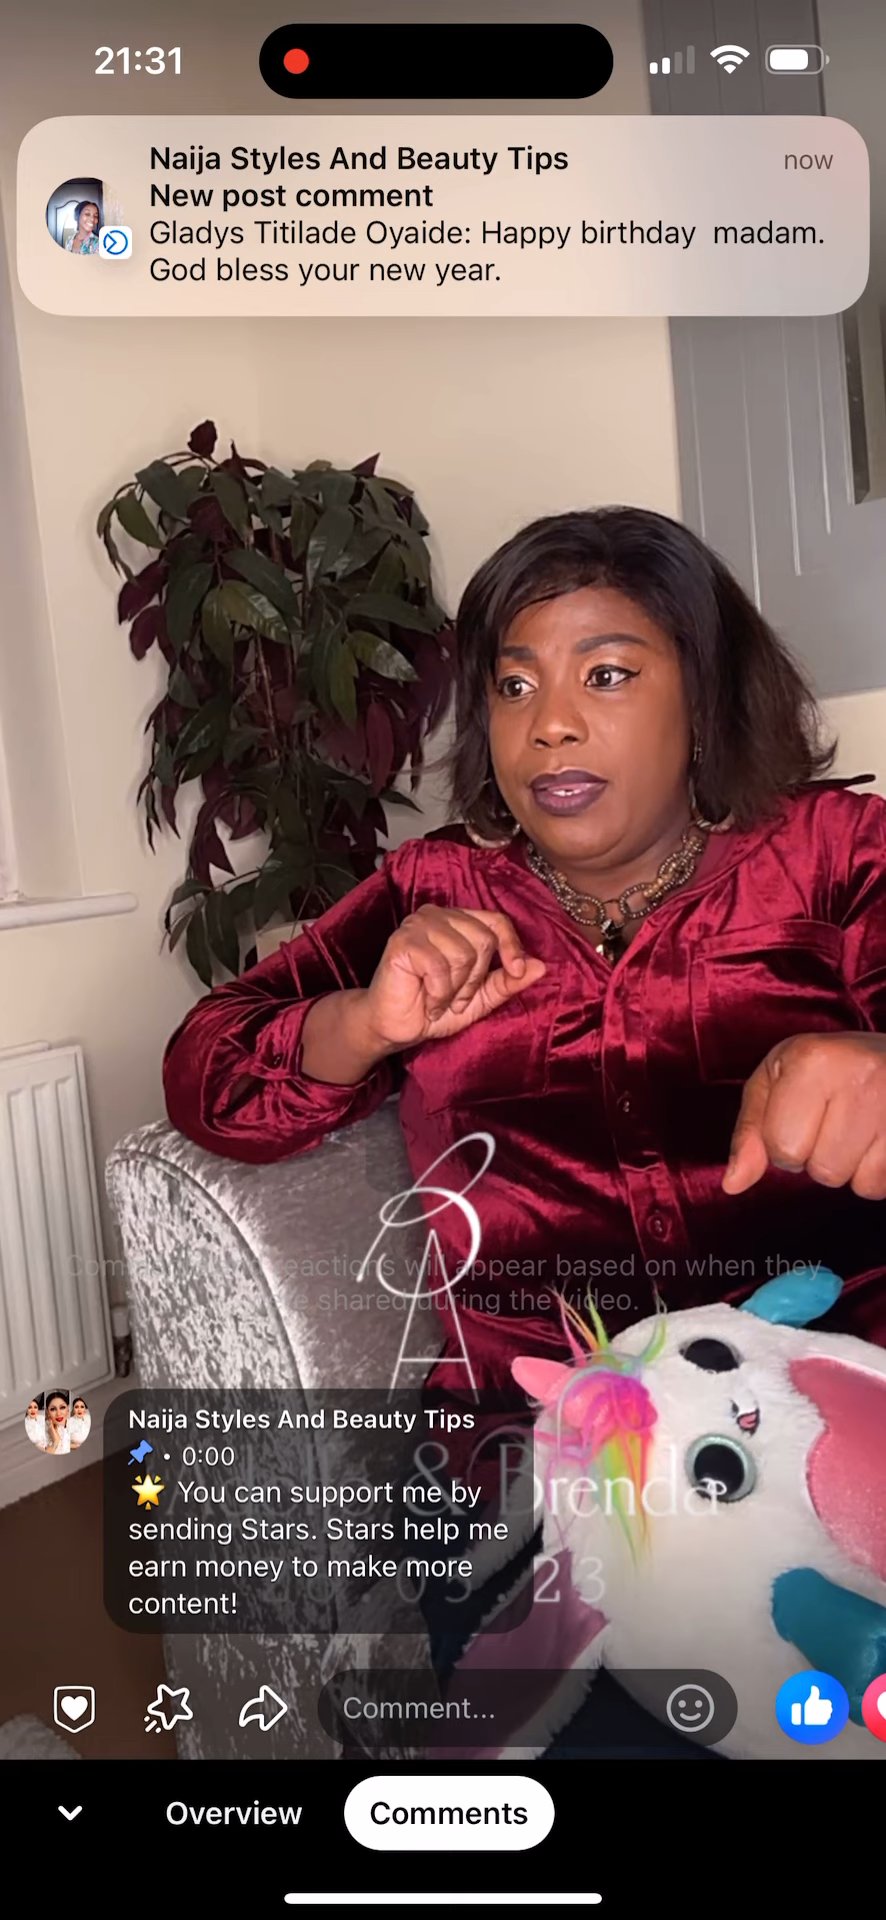 21:31
Naija Styles And Beauty Tips
now
New post comment
Gladys Titilade Oyaide: Happy birthday madam.
God bless your new year.
reactions will appear based on when they
shared during the video.
Naija Styles And Beauty Tips
• 0:00
You can support me by
sending Stars. Stars help me
earn money to make more
content!
& Brenda
23
Comment...
Overview
Comments